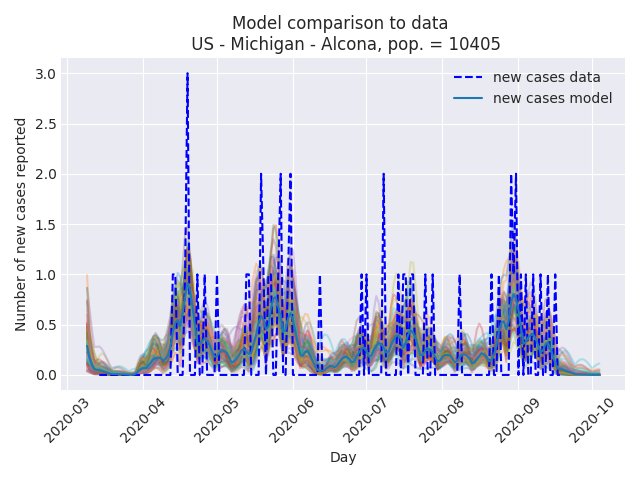 Model comparison to data
US - Michigan - Alcona, pop. = 10405
new cases data
new cases model
Number of new cases reported
3.0
2.5
2.0
1.5
1.0
0.5
0.0
2020-03
2020-04
2020-05
2020-06
2020-07
2020-08
2020-09
2020-10
Day